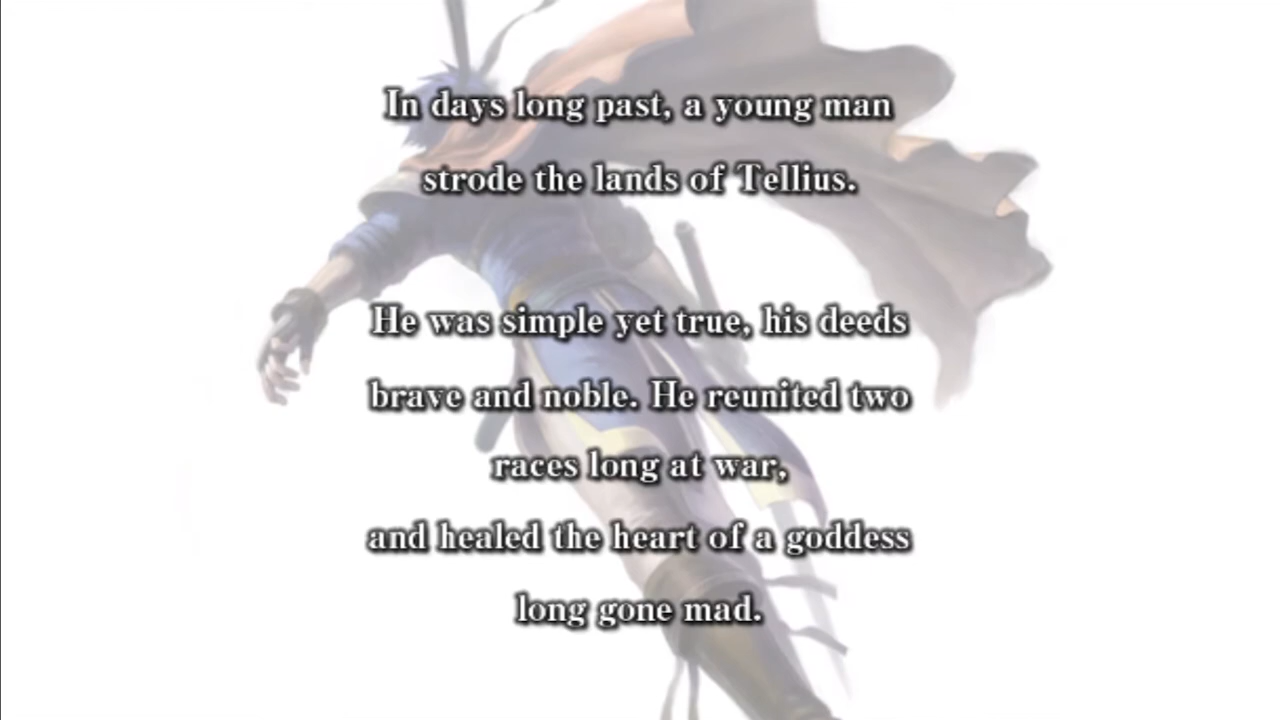 In days long past, a young man
strode the lands of Tellius.
He was simple yet true, his deeds
brave and noble. He reunited two
races long at war,
and healed the heart of a goddess
long gone mad.